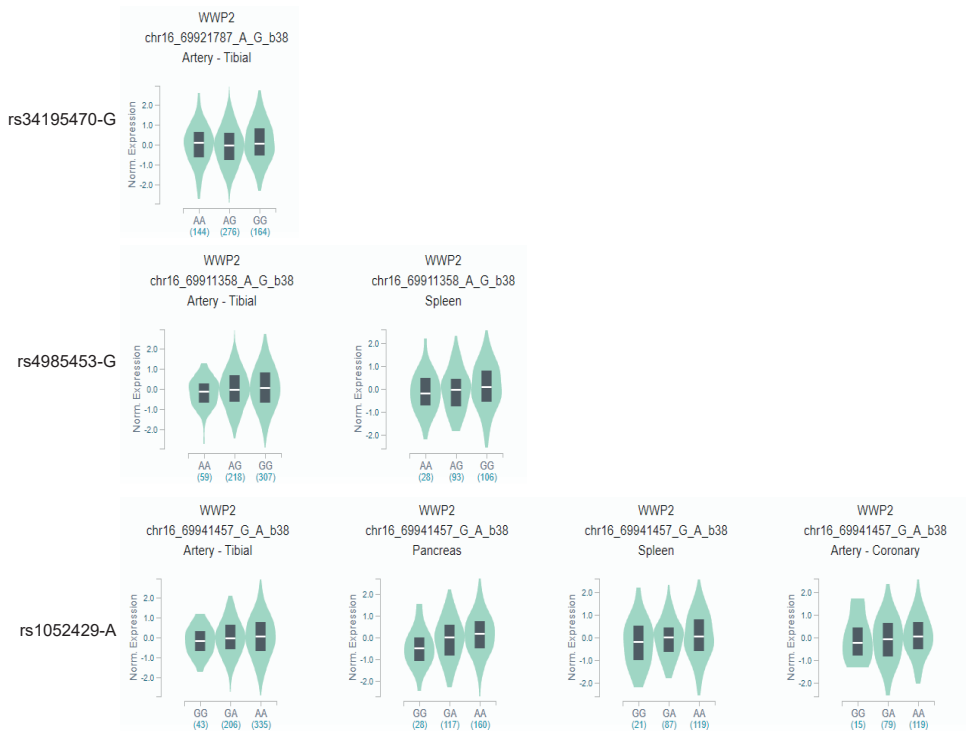 WWP2
chr16_69921787_A_G_b38
Artery - Tibial
rs34195470-G
Norm. Expression
2.0
1.0
0.0
-1.0
-2.0
AA AG GG
(144) (276) (164)
WWP2 WWP2
chr16_69911358_A_G_b38 chr16_69911358_A_G_b38
Artery - Tibial Spleen
rs4985453-G
Norm. Expression Norm. Expression
2.0 2.0
1.0 1.0
0.0 0.0
-1.0 -1.0
-2.0 -2.0
AA AG GG AA AG GG
(59) (218) (307) (28) (93) (106)
WWP2 WWP2 WWP2 WWP2
chr16_69941457_G_A_b38 chr16_69941457_G_A_b38 chr16_69941457_G_A_b38 chr16_69941457_G_A_b38
Artery - Tibial Pancreas Spleen Artery - Coronary
rs1052429-A
Norm. Expression Norm. Expression Norm. Expression Norm. Expression
2.0 2.0 2.0 2.0
1.0 1.0 1.0 1.0
0.0 0.0 0.0 0.0
-1.0 -1.0 -1.0 -1.0
-2.0 -2.0 -2.0 -2.0
GG GA AA GG GA AA GG GA AA GG GA AA
(43) (206) (335) (28) (117) (160) (21) (87) (119) (15) (79) (119)